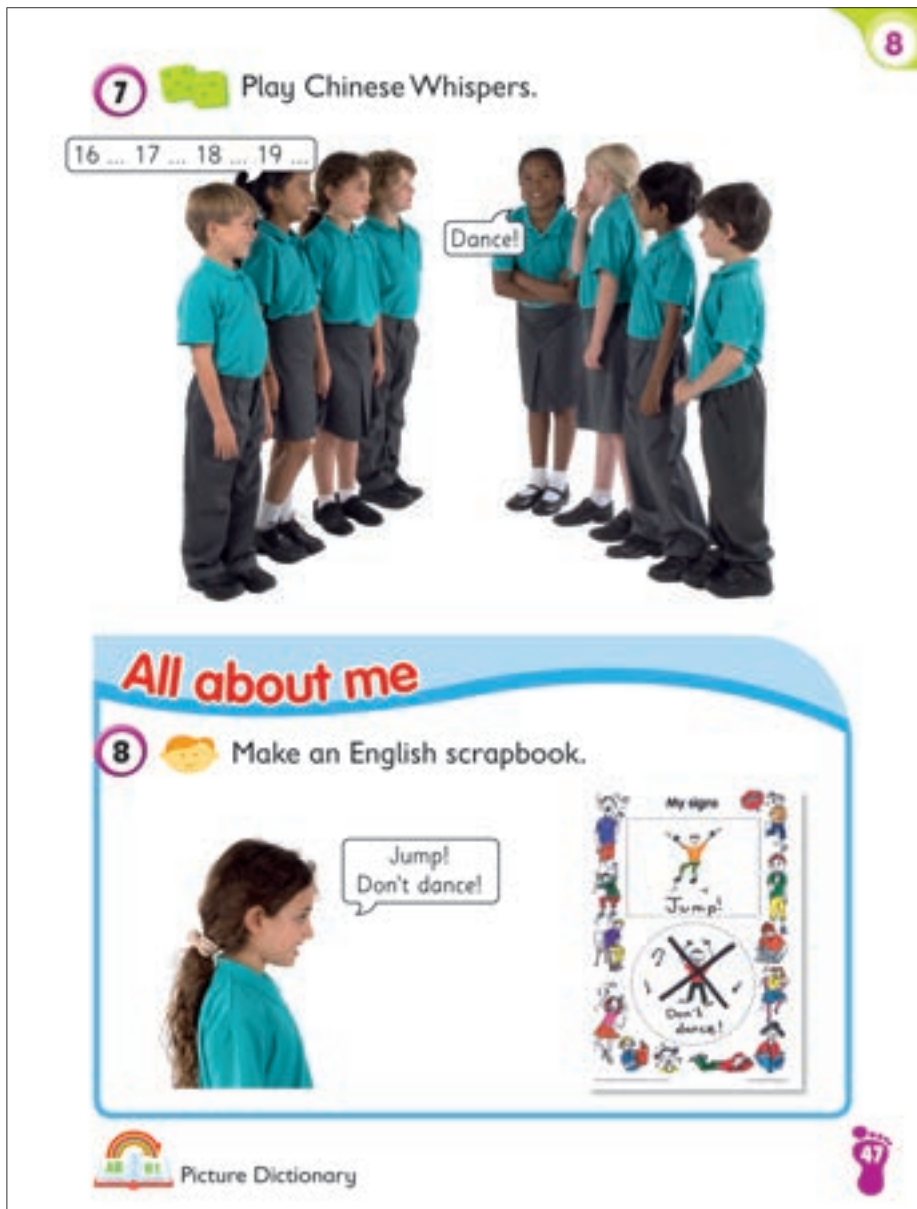 8
7 Play Chinese Whispers.
16 ... 17 ... 18 ... 19 ...
Dance!
All about me
8 Make an English scrapbook.
Jump!
Don't dance!
My signs
Jump!
Don't
dance!
Picture Dictionary
47